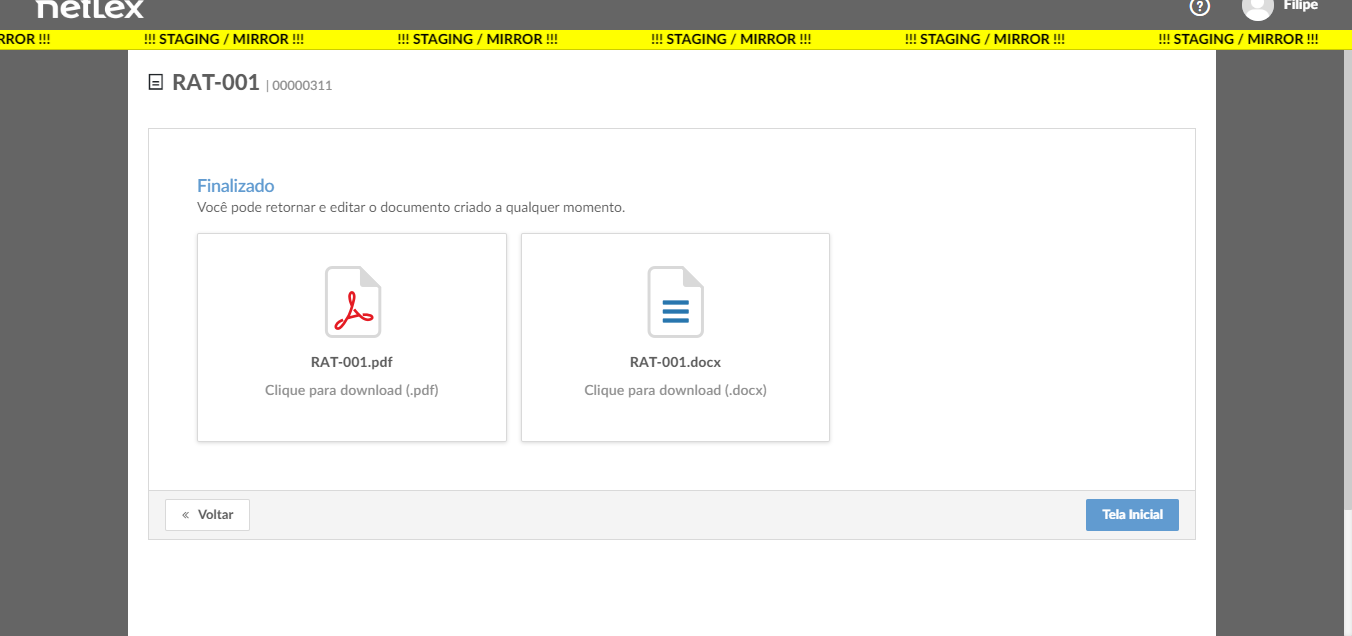 netlex
?
Filipe
RROR !!! !!! STAGING / MIRROR !!! !!! STAGING / MIRROR !!! !!! STAGING / MIRROR !!! !!! STAGING / MIRROR !!! !!! STAGING / MIRROR !!!
RAT-001 | 00000311
Finalizado
Você pode retornar e editar o documento criado a qualquer momento.
RAT-001.pdf
Clique para download (.pdf)
RAT-001.docx
Clique para download (.docx)
« Voltar
Tela Inicial